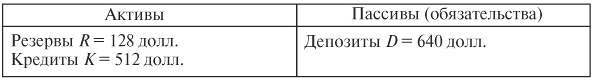 Активы
Пассивы (обязательства)
Резервы R = 128 долл.
Кредиты K = 512 долл.
Депозиты D = 640 долл.